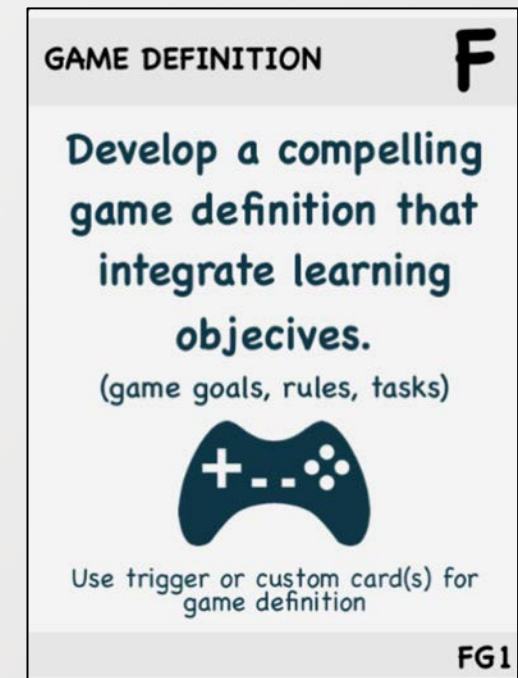 GAME DEFINITION F
Develop a compelling
game definition that
integrate learning
objecives.
(game goals, rules, tasks)
Use trigger or custom card(s) for
game definition
FG1